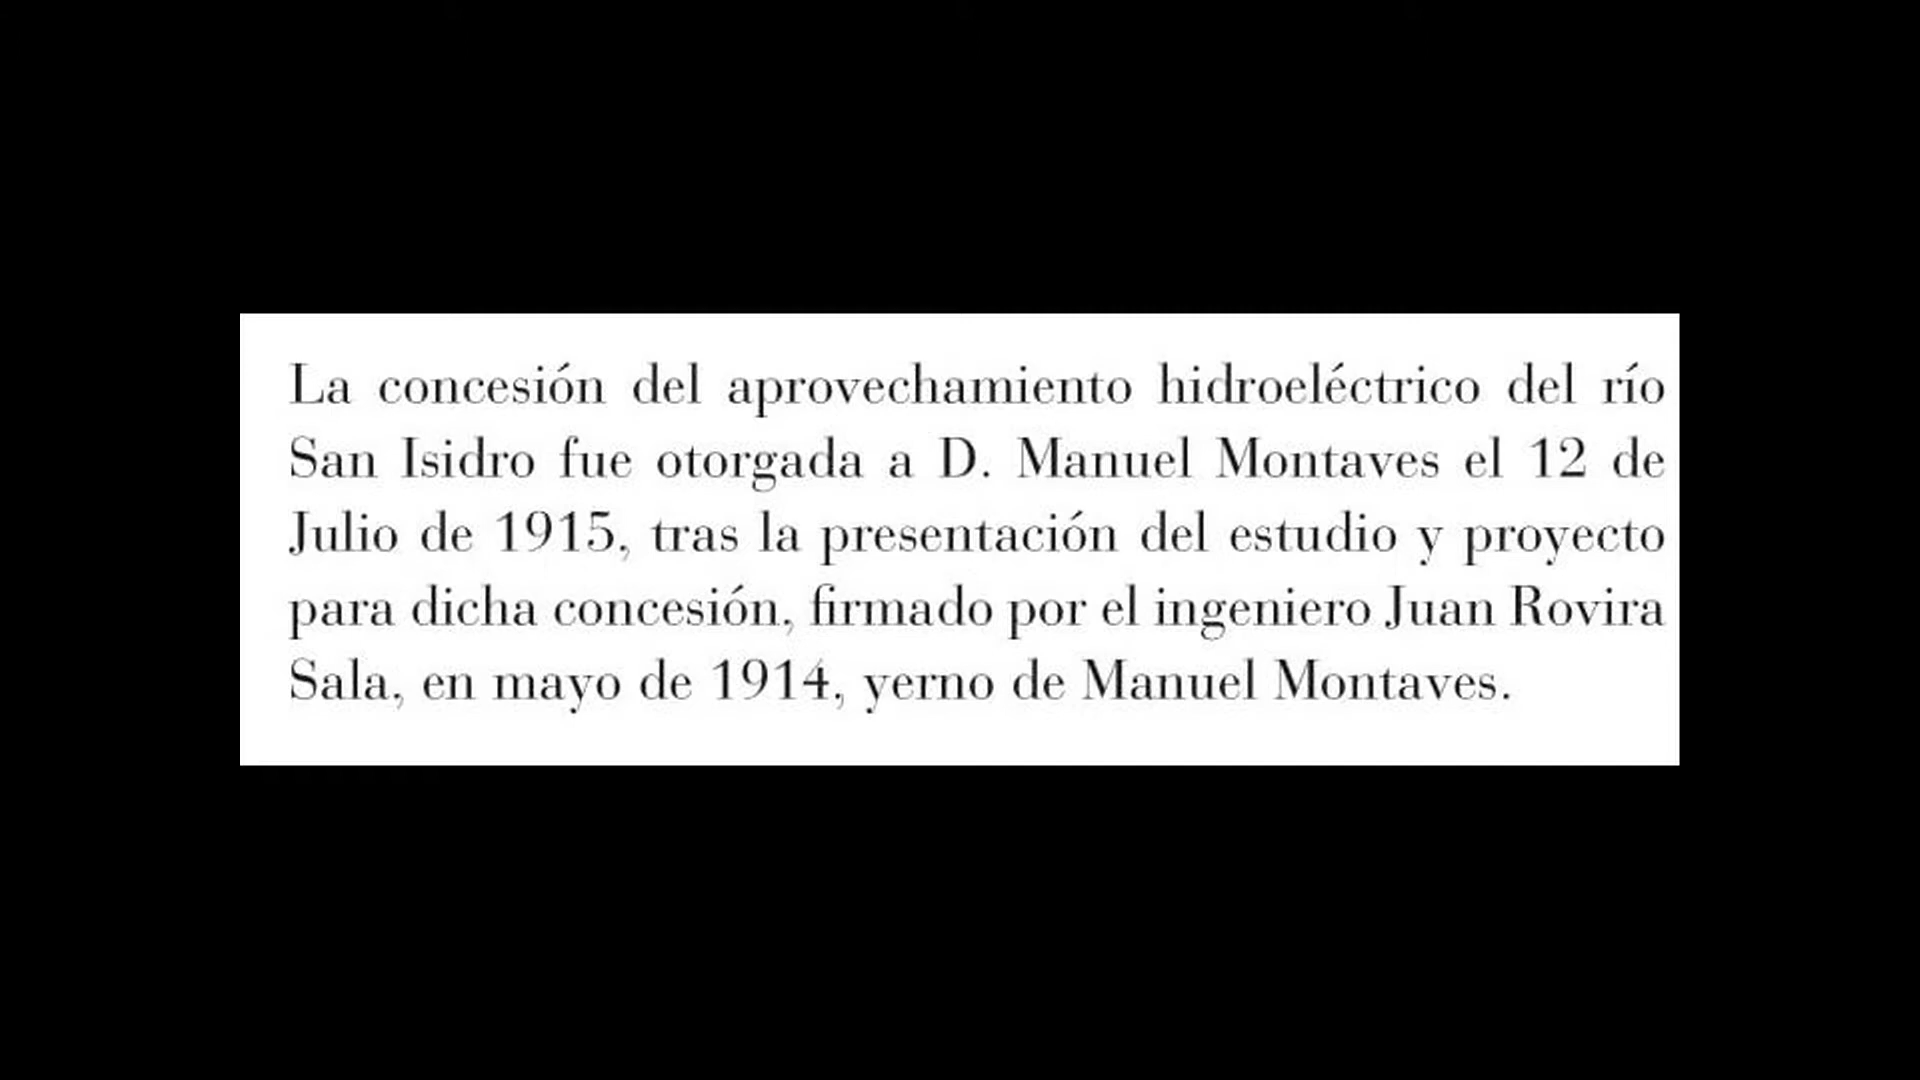 La concesión del aprovechamiento hidroeléctrico del río
San Isidro fue otorgada a D. Manuel Montaves el 12 de
Julio de 1915, tras la presentación del estudio y proyecto
para dicha concesión, firmado por el ingeniero Juan Rovira
Sala, en mayo de 1914, yerno de Manuel Montaves.